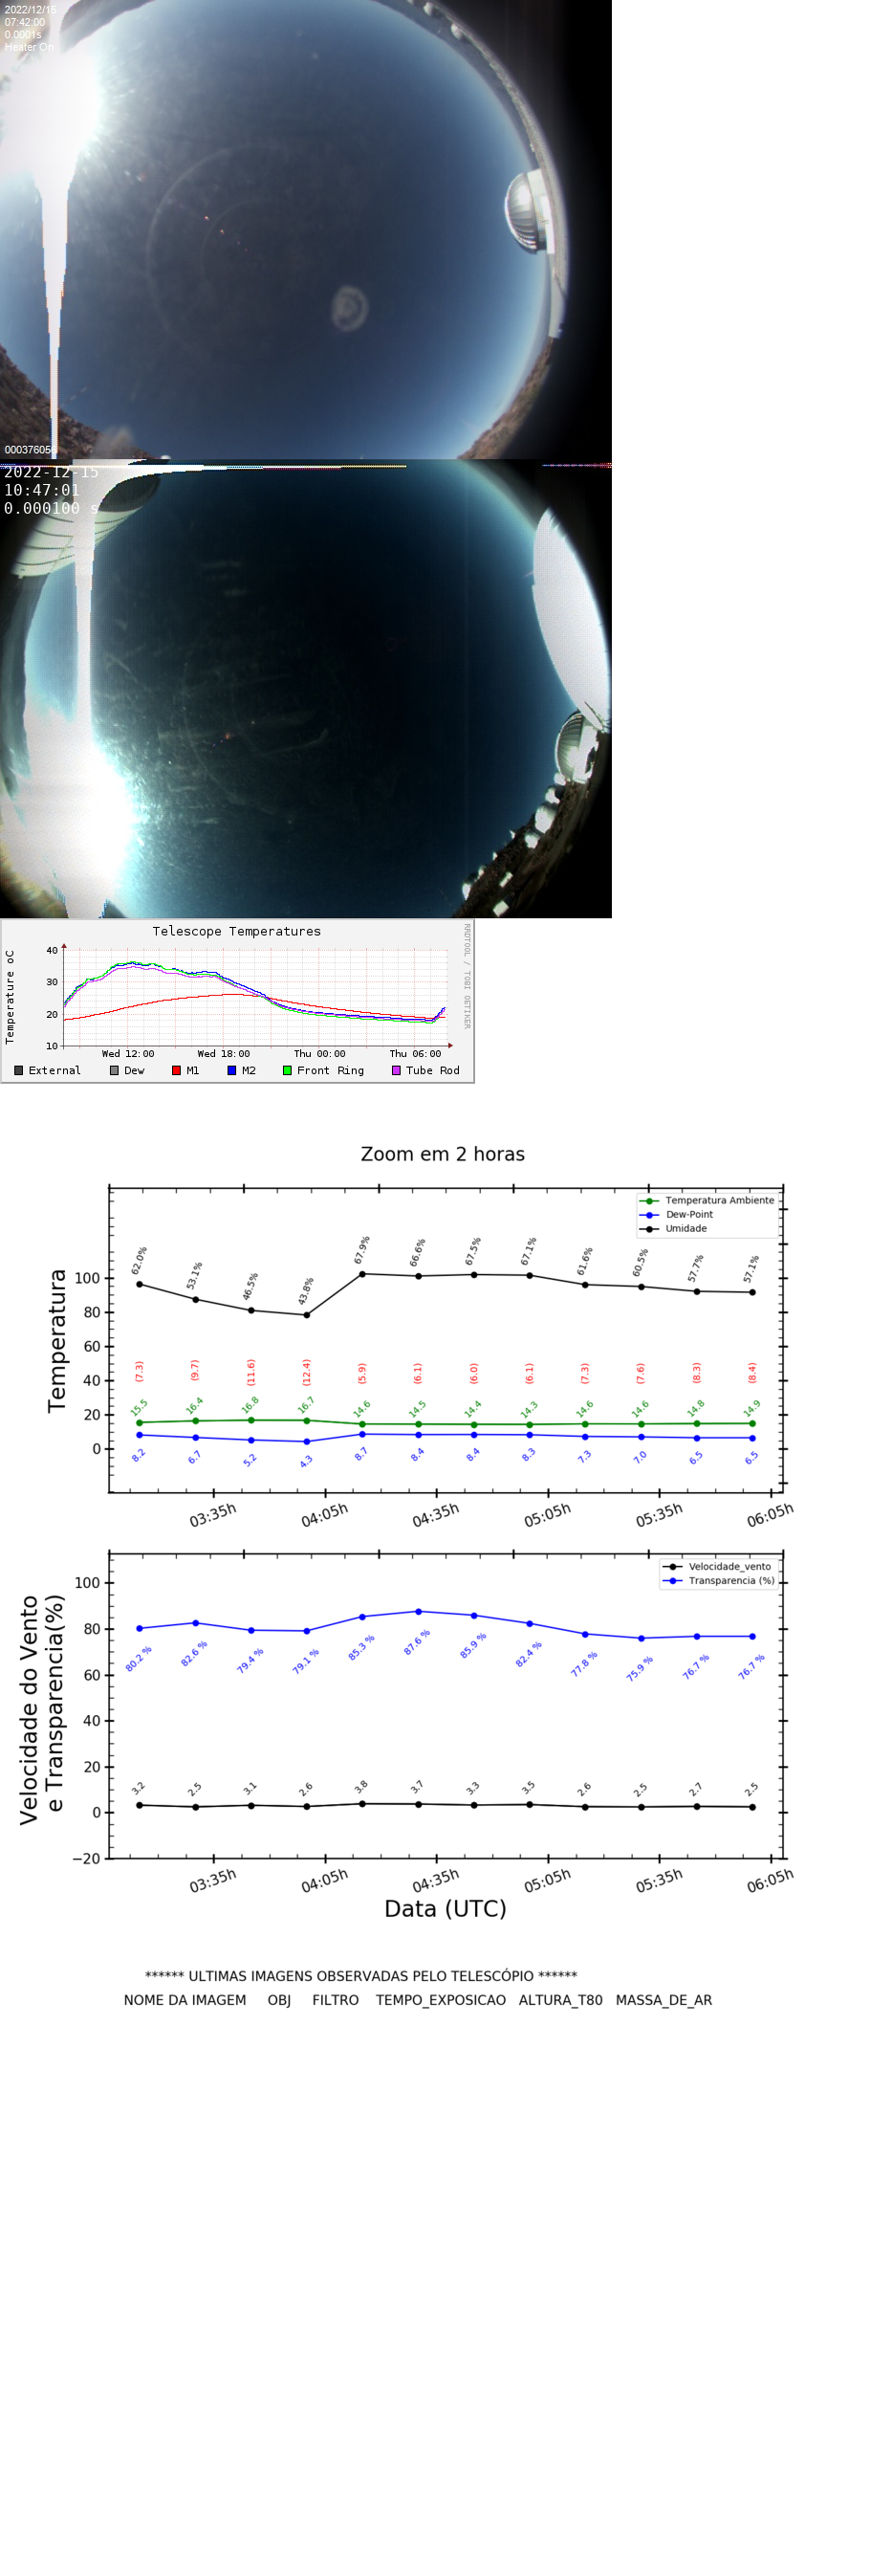 2022/12/15
07:42:00
0.0001s
Heater On
000376056
2022-12-15
10:47:01
0.000100 s
Telescope Temperatures
RRDTOOL / TOBI OETIKER
Temperature oC
40
30
20
10
Wed 12:00 Wed 18:00 Thu 00:00 Thu 06:00
External Dew M1 M2 Front Ring Tube Rod
Zoom em 2 horas
Temperatura Ambiente
Dew-Point
Umidade
Temperatura
100
80
60
40
20
0
62.0% 53.1% 46.5% 43.8% 67.9% 66.6% 67.5% 67.1% 61.6% 60.5% 57.7% 57.1%
(7.3) (9.7) (11.6) (12.4) (5.9) (6.1) (6.0) (6.1) (7.3) (7.6) (8.3) (8.4)
15.5 16.4 16.8 16.7 14.6 14.5 14.4 14.3 14.6 14.6 14.8 14.9
8.2 6.7 5.2 4.3 8.7 8.4 8.4 8.3 7.3 7.0 6.5 6.5
03:35h 04:05h 04:35h 05:05h 05:35h 06:05h
Velocidade_vento
Transparencia (%)
Velocidade do Vento
e Transparencia(%)
100
80
60
40
20
0
−20
80.2 % 82.6 % 79.4 % 79.1 % 85.3 % 87.6 % 85.9 % 82.4 % 77.8 % 75.9 % 76.7 % 76.7 %
3.2 2.5 3.1 2.6 3.8 3.7 3.3 3.5 2.6 2.5 2.7 2.5
03:35h 04:05h 04:35h 05:05h 05:35h 06:05h
Data (UTC)
****** ULTIMAS IMAGENS OBSERVADAS PELO TELESCÓPIO ******
NOME DA IMAGEM OBJ FILTRO TEMPO_EXPOSICAO ALTURA_T80 MASSA_DE_AR